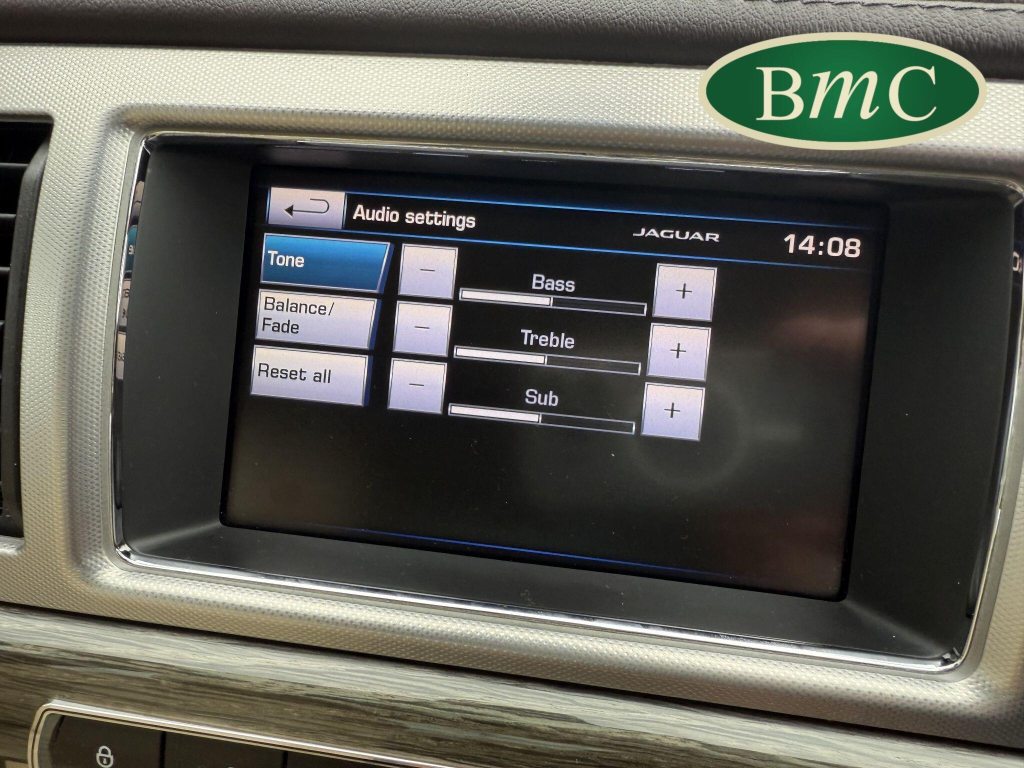 BmC
Audio settings
JAGUAR
14:08
Tone
−
Bass
+
Balance/
Fade
−
Treble
+
Reset all
−
Sub
+